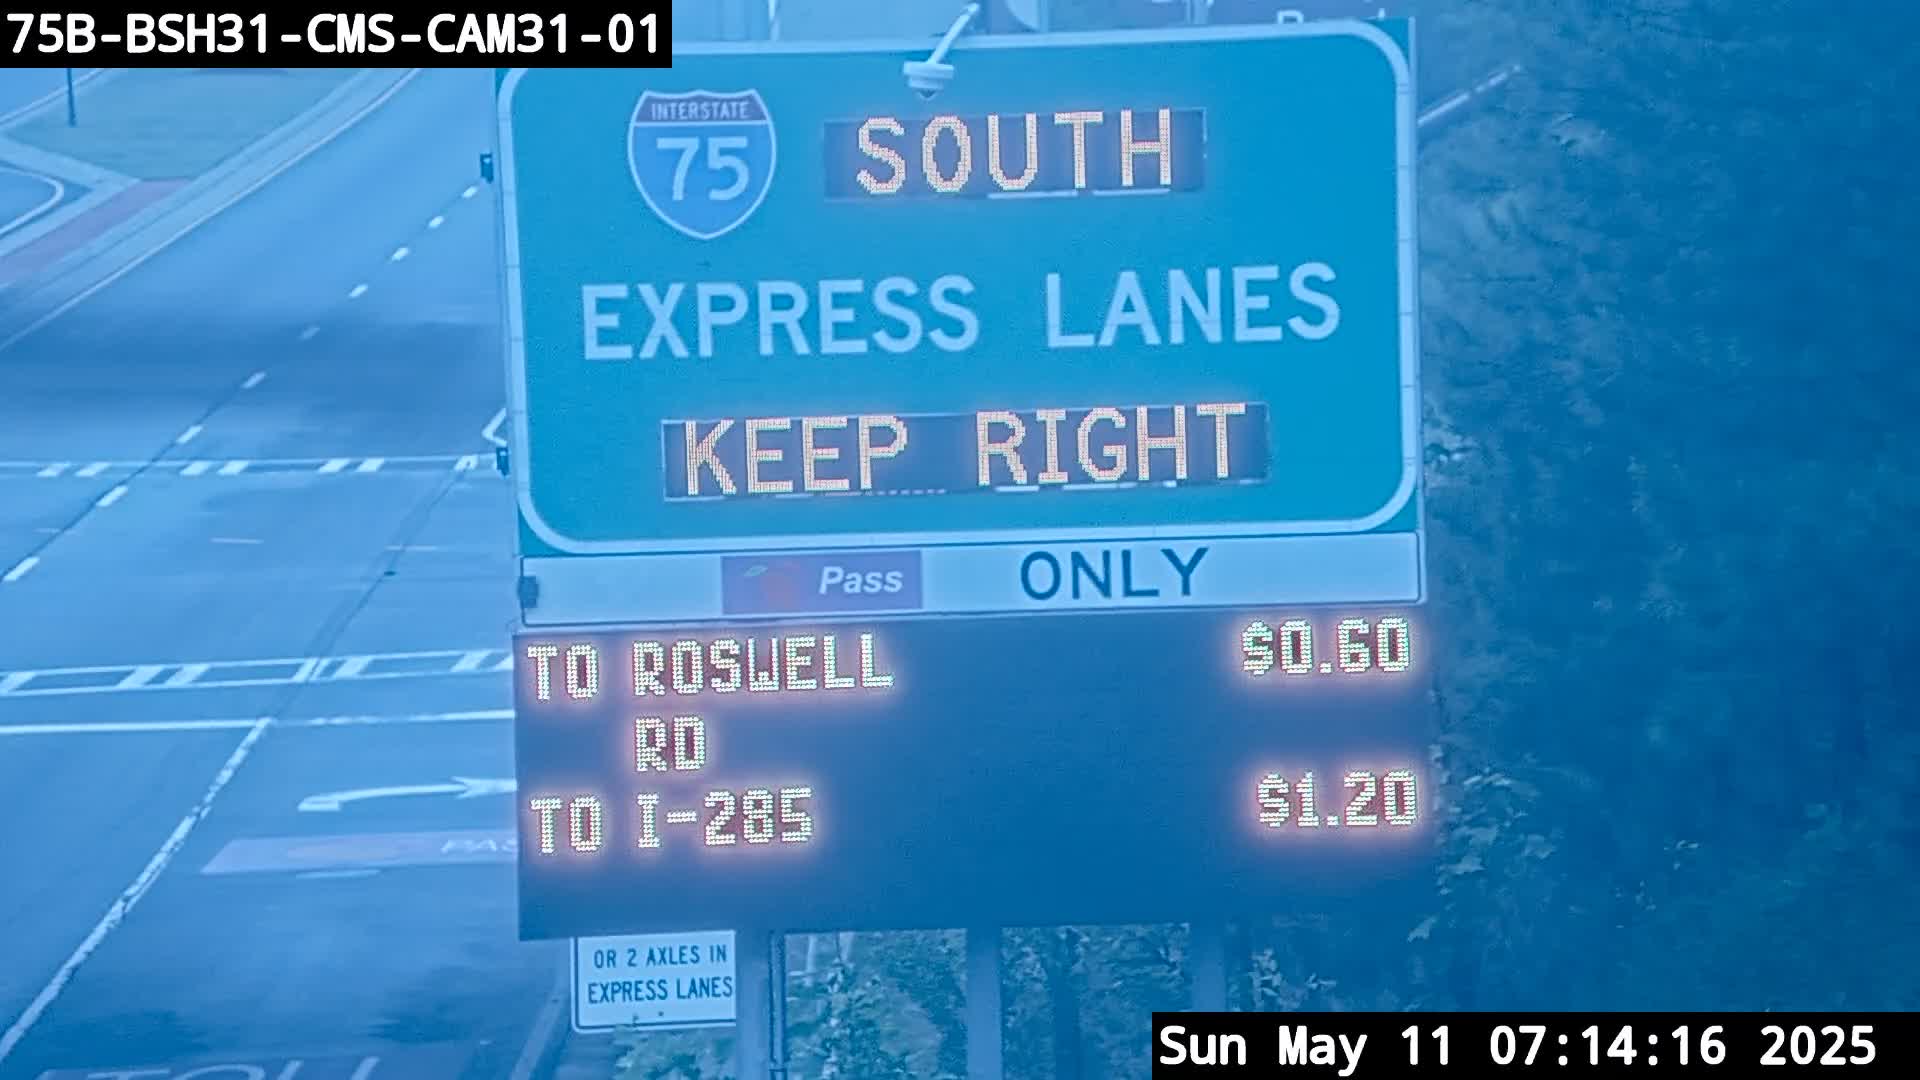 75B-BSH31-CMS-CAM31-01
INTERSTATE
75
SOUTH
EXPRESS LANES
KEEP RIGHT
Pass
ONLY
TO ROSWELL $0.60
RD
TO I-285 $1.20
OR 2 AXLES IN
EXPRESS LANES
TOLL
Sun May 11 07:14:16 2025